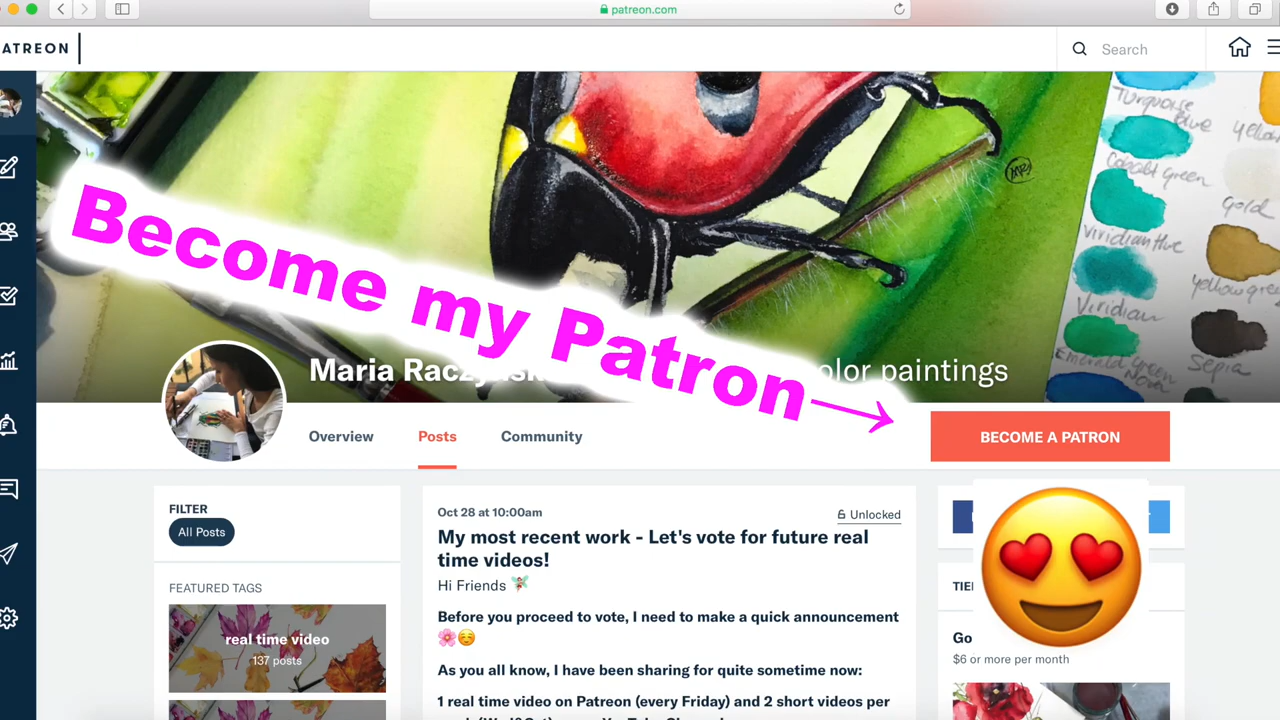 patreon.com
ATREON
Search
Turquoise
Blue
Cobalt Green
Gold
Viridian Hue
Yellow green
Viridian
Sepia
Emerald Green
Nova
Become my Patron
Maria
olor paintings
Overview
Posts
Community
BECOME A PATRON
FILTER
All Posts
FEATURED TAGS
real time video
137 posts
Oct 28 at 10:00am
Unlocked
My most recent work - Let's vote for future real
time videos!
Hi Friends
Before you proceed to vote, I need to make a quick announcement
As you all know, I have been sharing for quite sometime now:
1 real time video on Patreon (every Friday) and 2 short videos per
TIE
Go
$6 or more per month